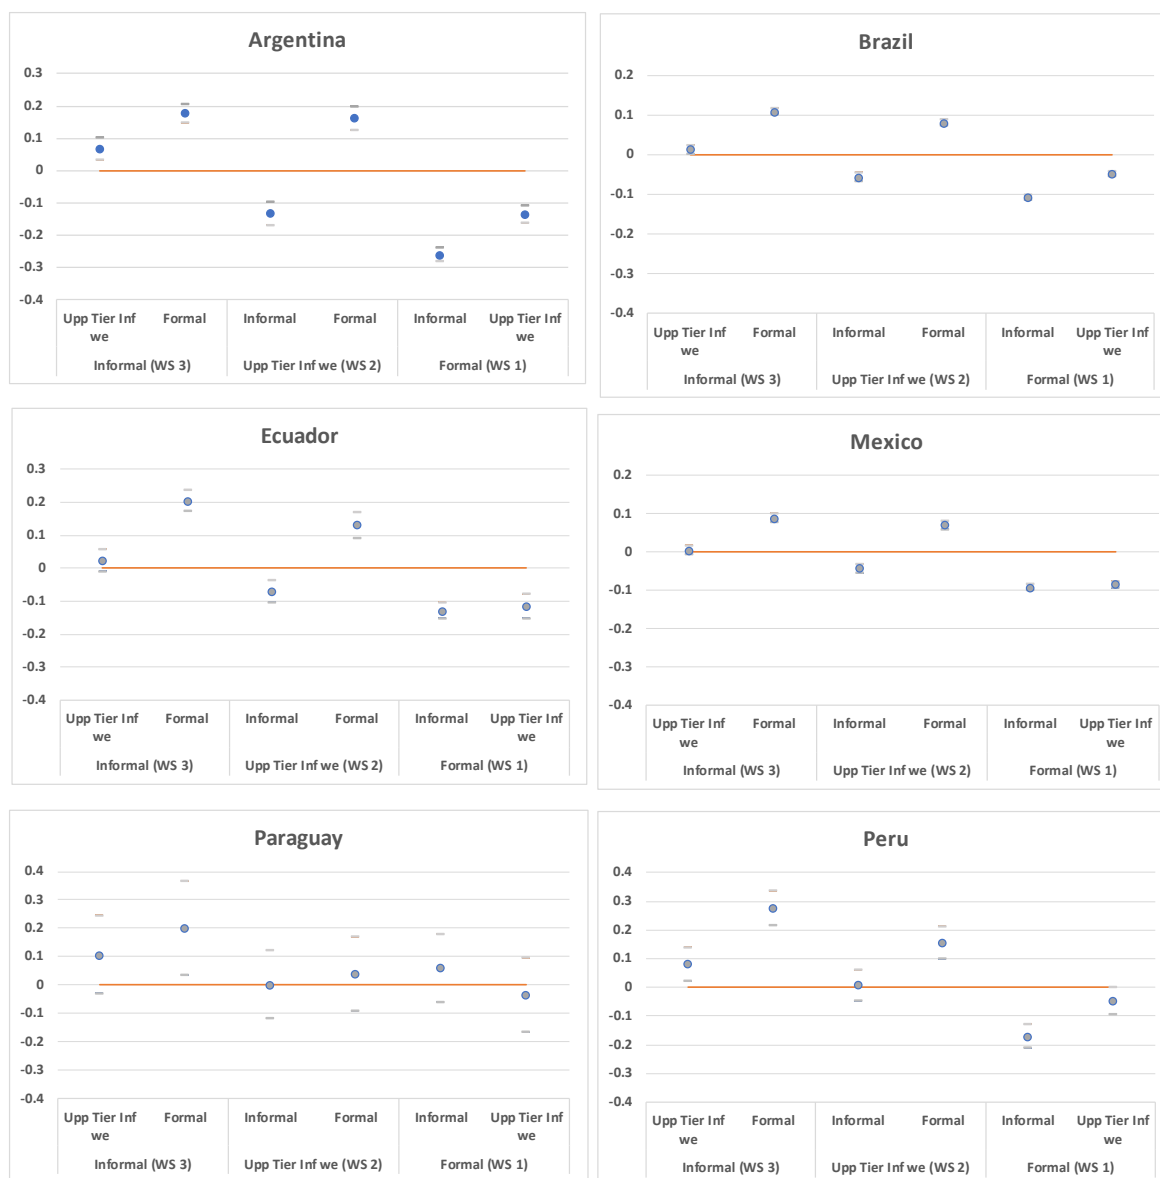 Argentina
0.3
0.2
0.1
0
-0.1
-0.2
-0.3
-0.4
Upp Tier Inf we Formal Informal Formal Informal Upp Tier Inf we
Informal (WS 3) Upp Tier Inf we (WS 2) Formal (WS 1)
Brazil
0.2
0.1
0
-0.1
-0.2
-0.3
-0.4
Upp Tier Inf we Formal Informal Formal Informal Upp Tier Inf we
Informal (WS 3) Upp Tier Inf we (WS 2) Formal (WS 1)
Ecuador
0.3
0.2
0.1
0
-0.1
-0.2
-0.3
-0.4
Upp Tier Inf we Formal Informal Formal Informal Upp Tier Inf we
Informal (WS 3) Upp Tier Inf we (WS 2) Formal (WS 1)
Mexico
0.2
0.1
0
-0.1
-0.2
-0.3
-0.4
Upp Tier Inf we Formal Informal Formal Informal Upp Tier Inf we
Informal (WS 3) Upp Tier Inf we (WS 2) Formal (WS 1)
Paraguay
0.4
0.3
0.2
0.1
0
-0.1
-0.2
-0.3
-0.4
Upp Tier Inf we Formal Informal Formal Informal Upp Tier Inf we
Informal (WS 3) Upp Tier Inf we (WS 2) Formal (WS 1)
Peru
0.4
0.3
0.2
0.1
0
-0.1
-0.2
-0.3
-0.4
Upp Tier Inf we Formal Informal Formal Informal Upp Tier Inf we
Informal (WS 3) Upp Tier Inf we (WS 2) Formal (WS 1)